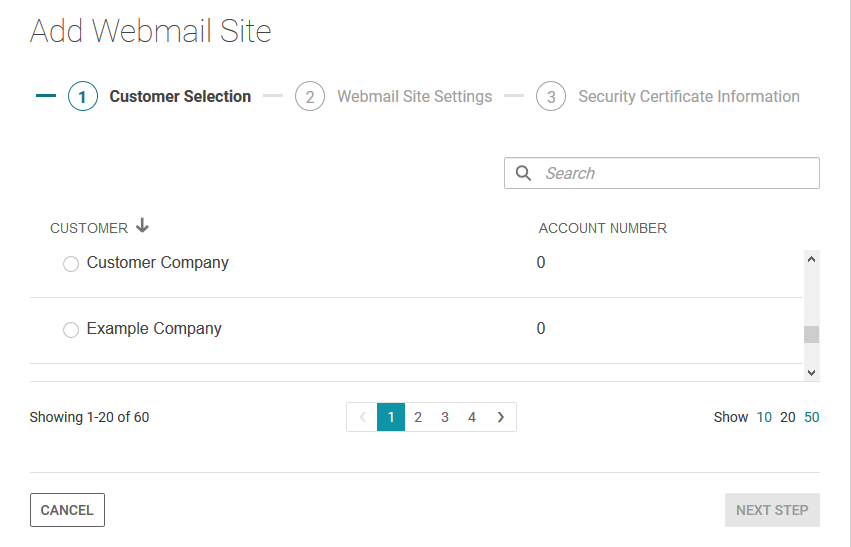 Add Webmail Site
1 Customer Selection 2 Webmail Site Settings 3 Security Certificate Information
Search
CUSTOMER ACCOUNT NUMBER
Customer Company 0
Example Company 0
Showing 1-20 of 60 1 2 3 4 Show 10 20 50
CANCEL NEXT STEP